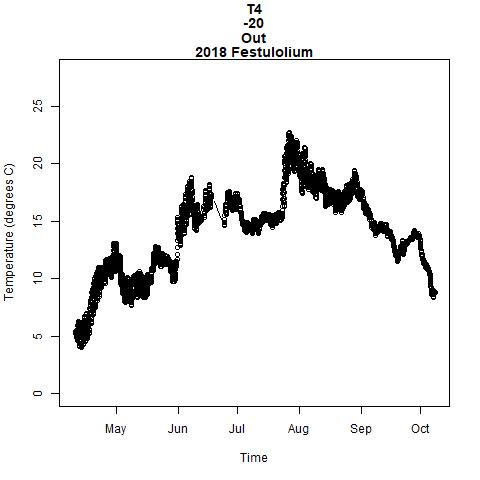 T4
-20
Out
2018 Festulolium
Temperature (degrees C)
25
20
15
10
5
0
May Jun Jul Aug Sep Oct
Time